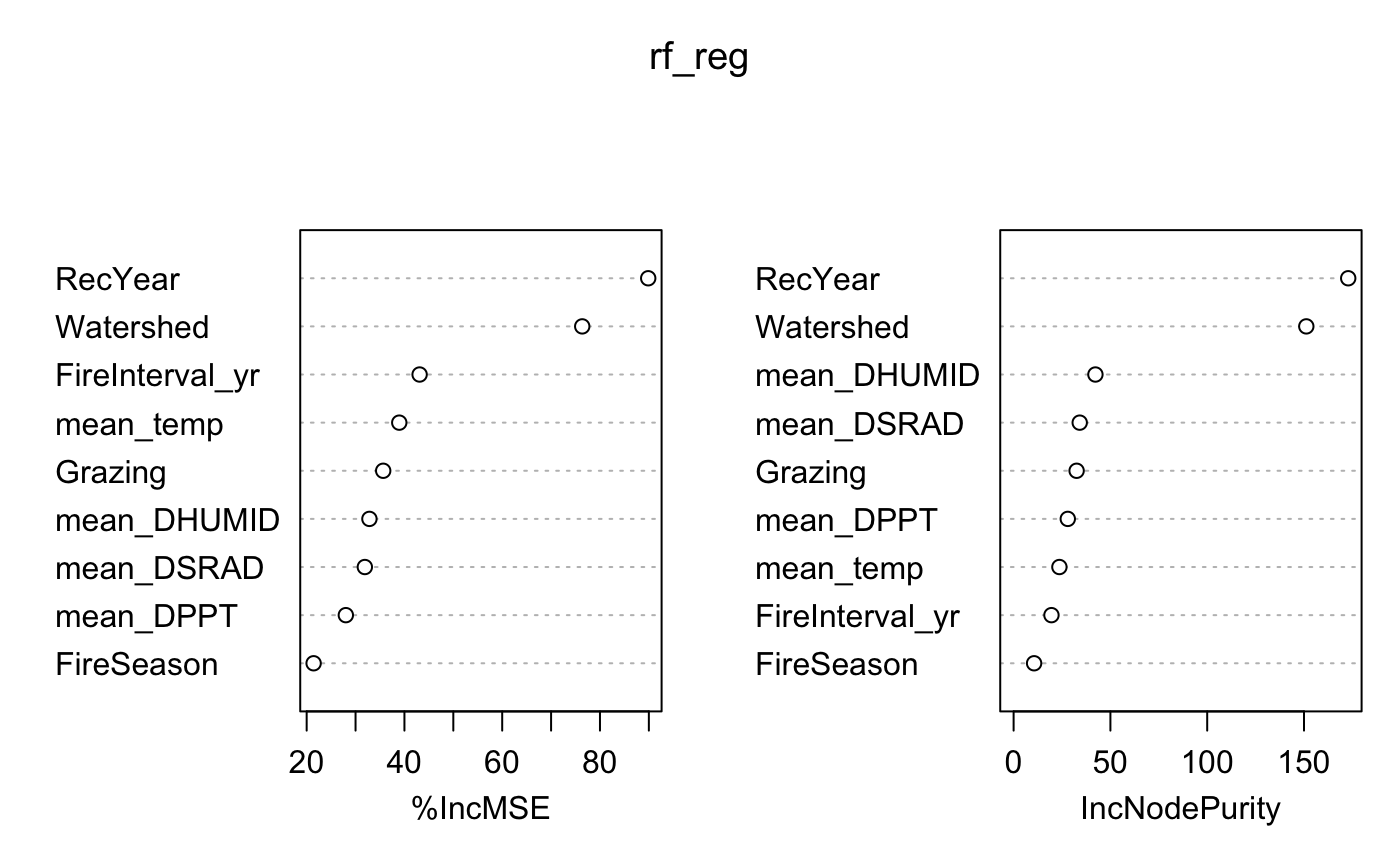 rf_reg
RecYear
Watershed
FireInterval_yr
mean_temp
Grazing
mean_DHUMID
mean_DSRAD
mean_DPPT
FireSeason
20 40 60 80
%IncMSE
RecYear
Watershed
mean_DHUMID
mean_DSRAD
Grazing
mean_DPPT
mean_temp
FireInterval_yr
FireSeason
0 50 100 150
IncNodePurity